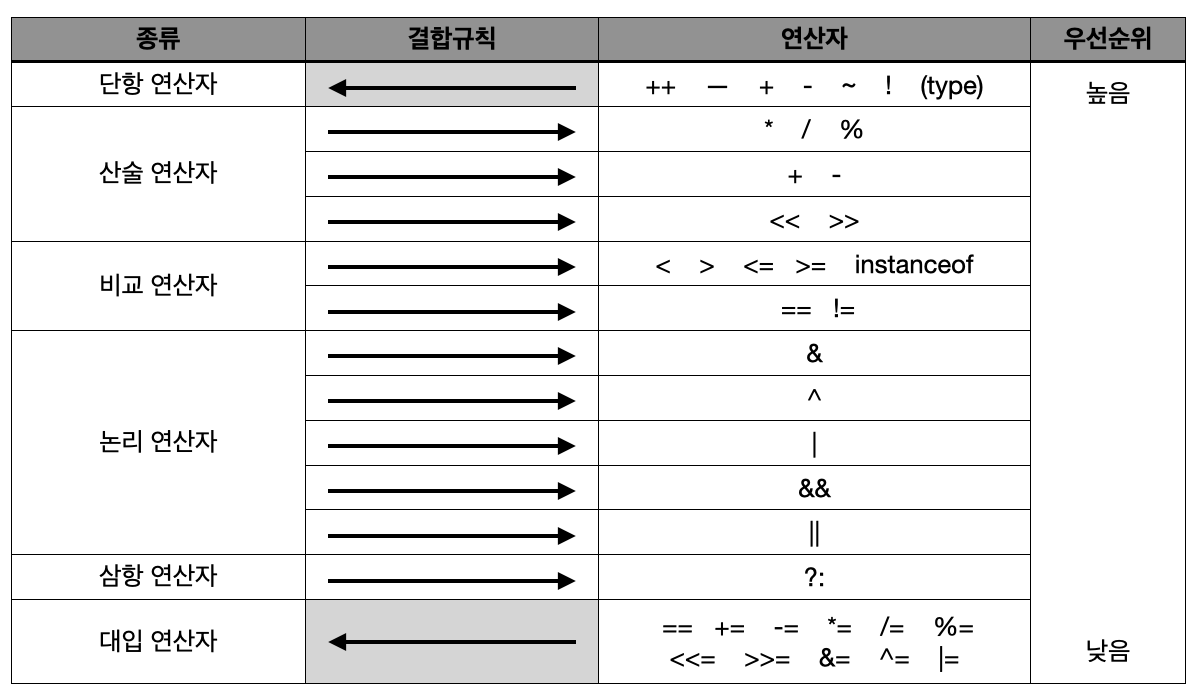 종류 결합규칙 연산자 우선순위
단항 연산자 ++ — + - ~ ! (type) 높음
* / %
산술 연산자 + -
<< >>
비교 연산자 < > <= >= instanceof
== !=
&
^
논리 연산자 |
&&
||
삼항 연산자 ?:
대입 연산자 == += -= *= /= %=
<<= >>= &= ^= |= 낮음